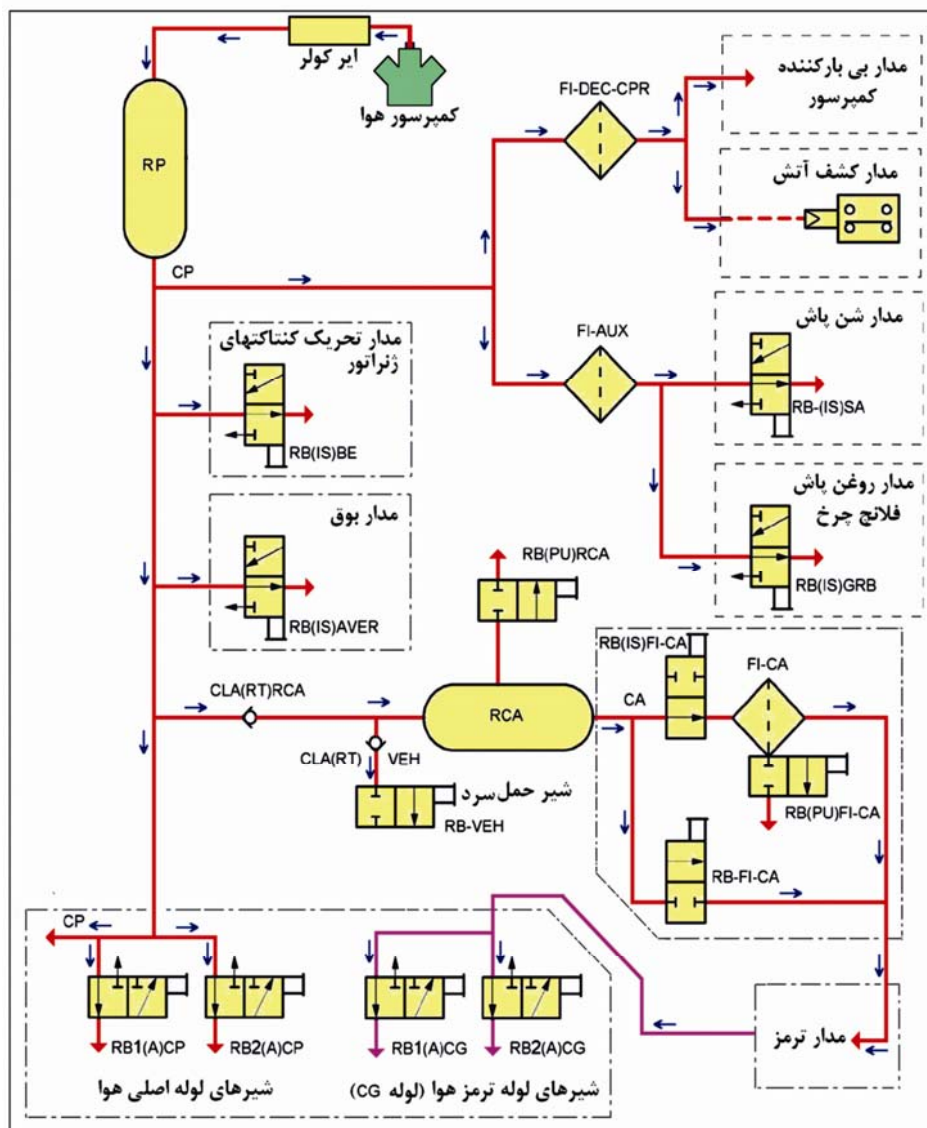 ایر کولر
کمپرسور هوا
RP
CP
FI-DEC-CPR
مدار بی بارکننده
کمپرسور
مدار کشف آتش
FI-AUX
مدار شن پاش
RB-(IS)SA
مدار روغن پاش
فلانچ چرخ
RB(IS)GRB
مدار تحریک کنتاکتهای
ژنراتور
RB(IS)BE
مدار بوق
RB(IS)AVER
RB(PU)RCA
CLA(RT)RCA
RCA
CLA(RT)
VEH
شیر حمل سرد
RB-VEH
RB(IS)FI-CA
CA
FI-CA
RB(PU)FI-CA
RB-FI-CA
CP
RB1(A)CP
RB2(A)CP
شیرهای لوله اصلی هوا
RB1(A)CG
RB2(A)CG
شیرهای لوله ترمز هوا (لوله CG)
مدار ترمز